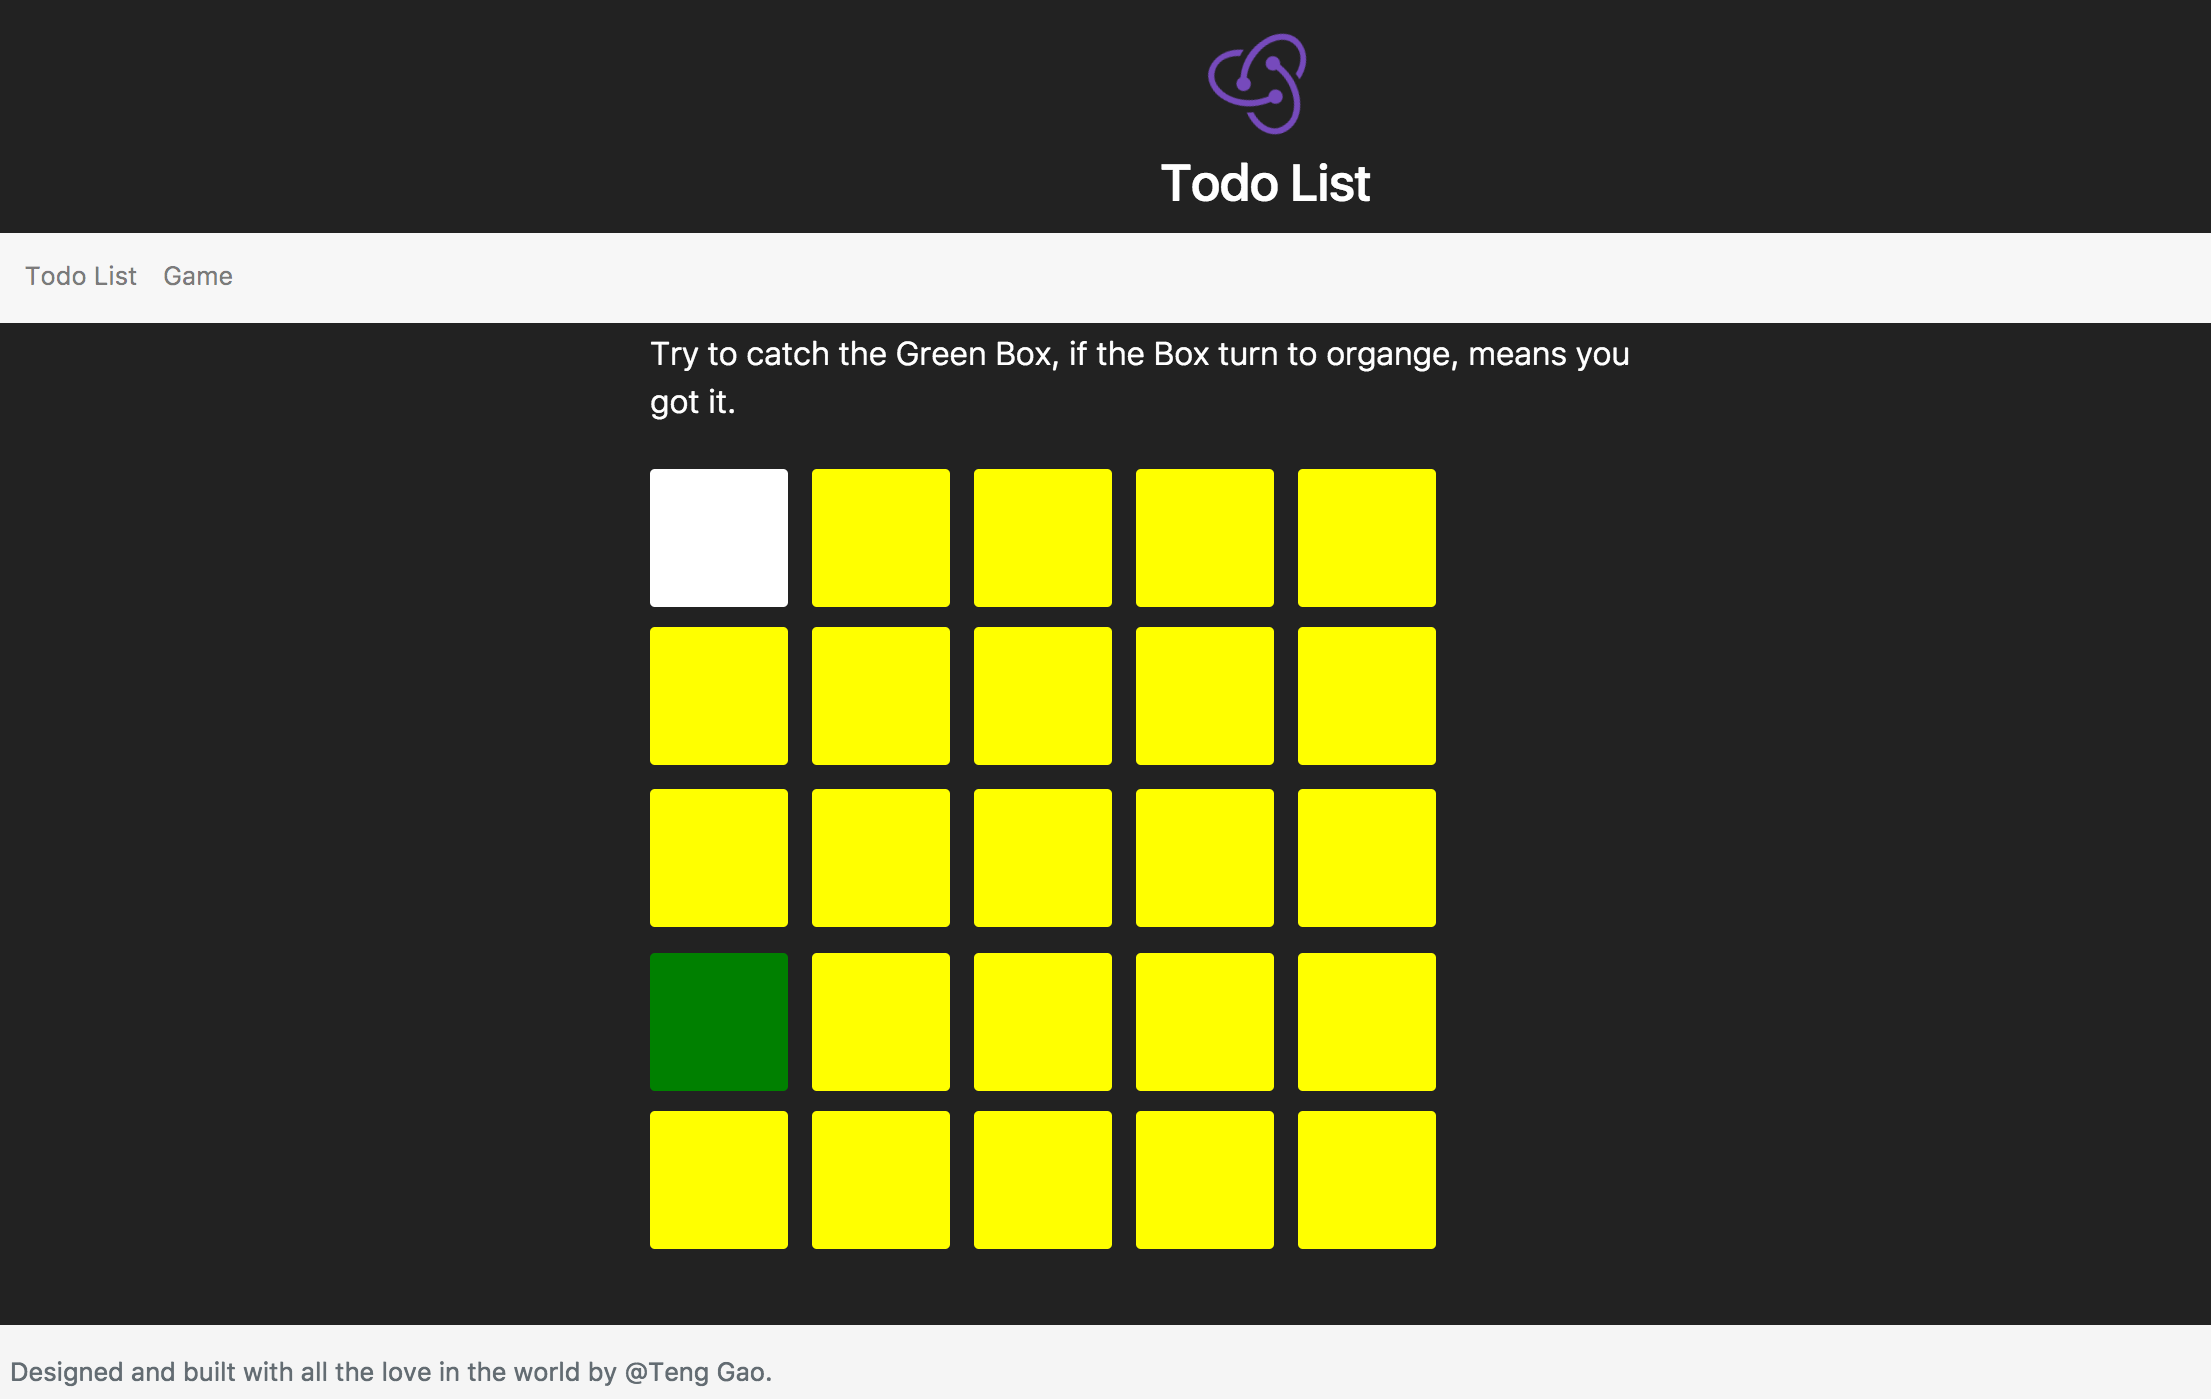 Todo List
Todo List Game
Try to catch the Green Box, if the Box turn to organge, means you
got it.
Designed and built with all the love in the world by @Teng Gao.